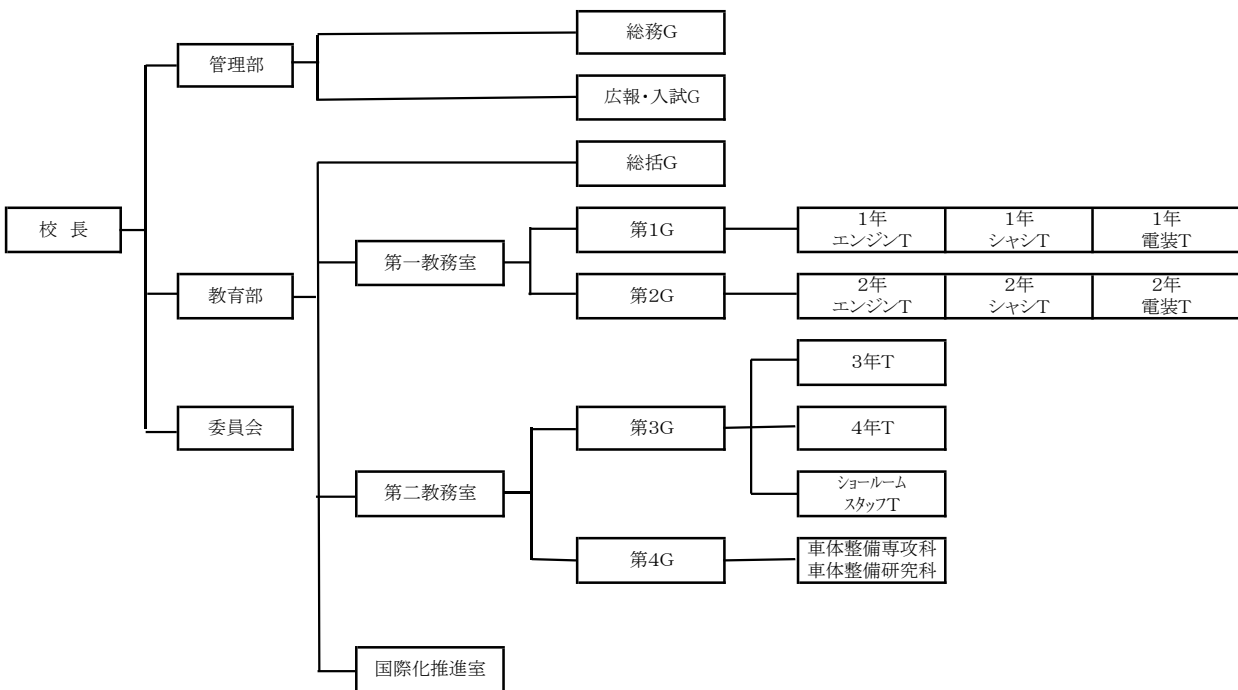 総務G
管理部
広報・入試G
総括G
校 長
第1G
1年
エンジンT
1年
シャシT
1年
電装T
第一教務室
教育部
第2G
2年
エンジンT
2年
シャシT
2年
電装T
3年T
委員会
第3G
4年T
第二教務室
ショールーム
スタッフT
第4G
車体整備専攻科
車体整備研究科
国際化推進室